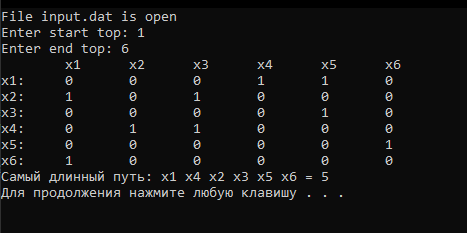 File input.dat is open
Enter start top: 1
Enter end top: 6
x1 x2 x3 x4 x5 x6
x1: 0 0 0 1 1 0
x2: 1 0 1 0 0 0
x3: 0 0 0 0 1 0
x4: 0 1 1 0 0 0
x5: 0 0 0 0 0 1
x6: 1 0 0 0 0 0
Самый длинный путь: x1 x4 x2 x3 x5 x6 = 5
Для продолжения нажмите любую клавишу . . .